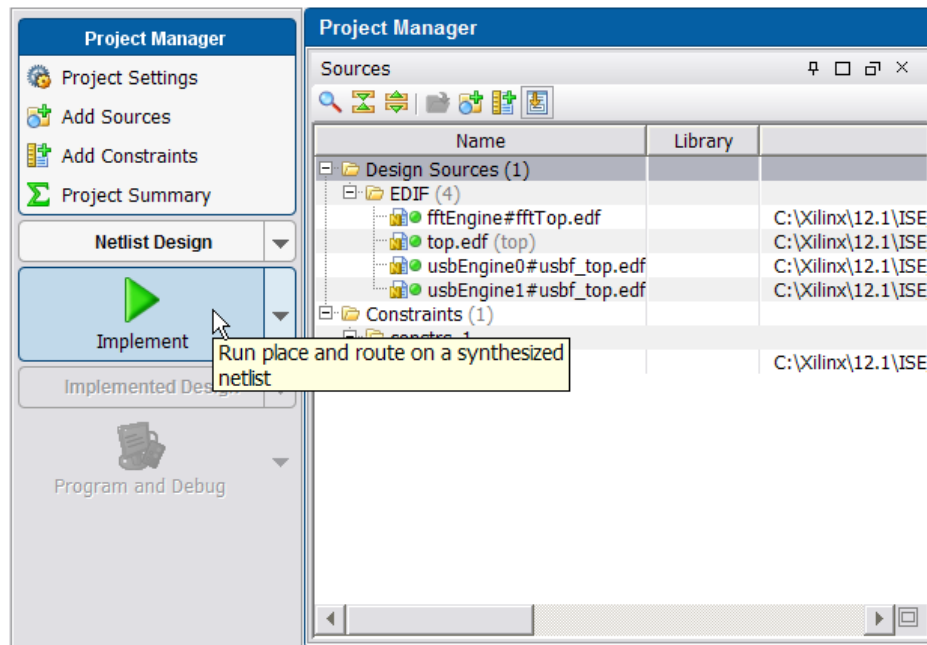 Project Manager
Project Settings
Add Sources
Add Constraints
Project Summary
Netlist Design
Implement
Implemented
Program and Debug
Project Manager
Sources
Name Library
Design Sources (1)
EDIF (4)
fftEngine#fftTop.edf C:\Xilinx\12.1\ISE
top.edf (top) C:\Xilinx\12.1\ISE
usbEngine0#usbf_top.edf C:\Xilinx\12.1\ISE
usbEngine1#usbf_top.edf C:\Xilinx\12.1\ISE
Constraints (1)
C:\Xilinx\12.1\ISE
Run place and route on a synthesized
netlist